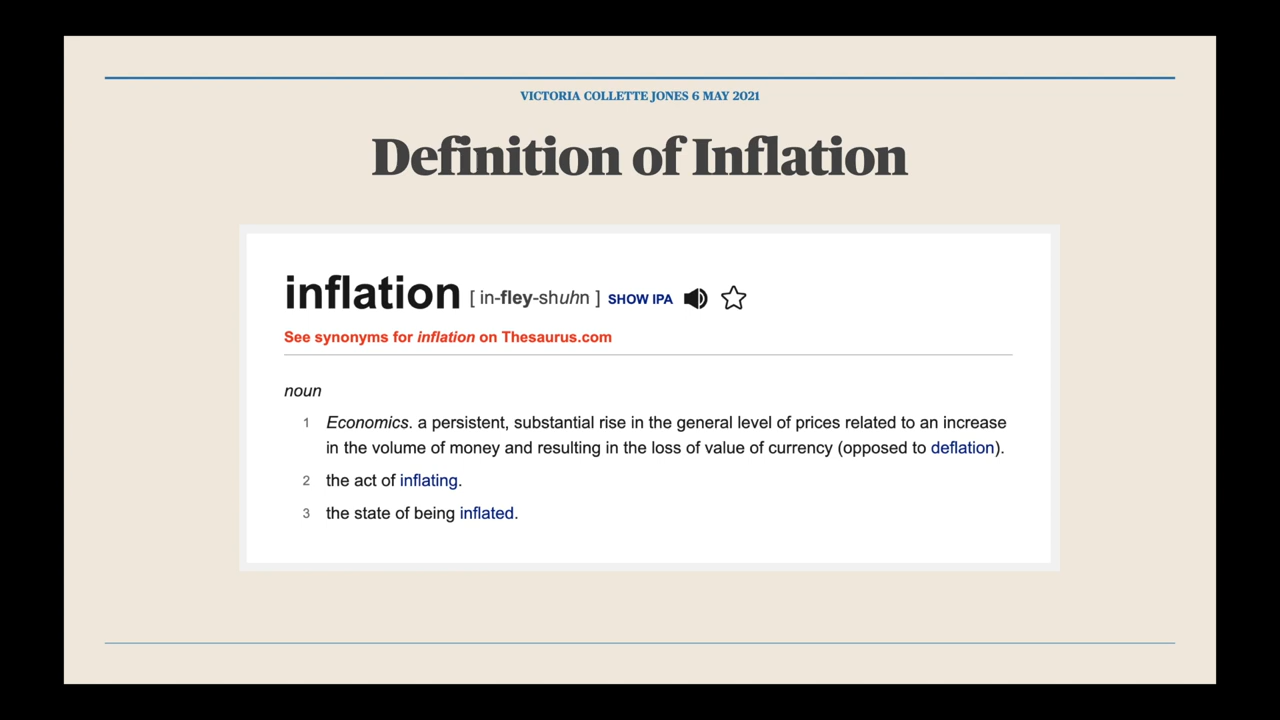 VICTORIA COLLETTE JONES 6 MAY 2021
Definition of Inflation
inflation [ in-fley-shuhn ] SHOW IPA
See synonyms for inflation on Thesaurus.com
noun
1 Economics. a persistent, substantial rise in the general level of prices related to an increase
in the volume of money and resulting in the loss of value of currency (opposed to deflation).
2 the act of inflating.
3 the state of being inflated.